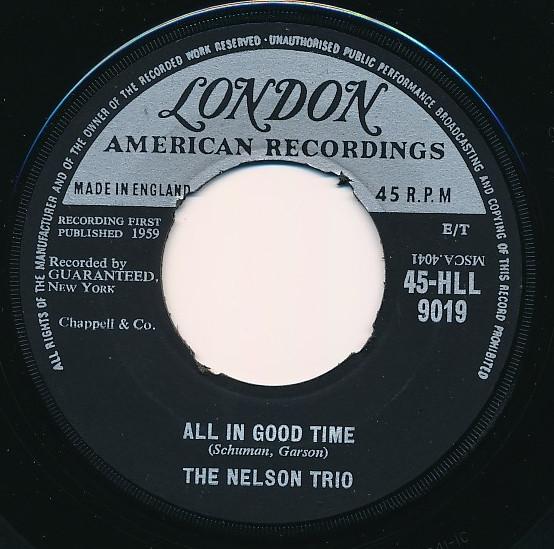 ALL RIGHTS OF THE MANUFACTURER AND OF THE OWNER OF THE RECORDED WORK RESERVED · UNAUTHORISED PUBLIC PERFORMANCE BROADCASTING AND COPYING OF THIS RECORD PROHIBITED
LONDON
AMERICAN RECORDINGS
MADE IN ENGLAND
45 R.P.M
RECORDING FIRST
PUBLISHED 1959
E/T
Recorded by
GUARANTEED,
NEW YORK
MSCA.4041
45-HLL
9019
Chappell & Co.
ALL IN GOOD TIME
(Schuman, Garson)
THE NELSON TRIO